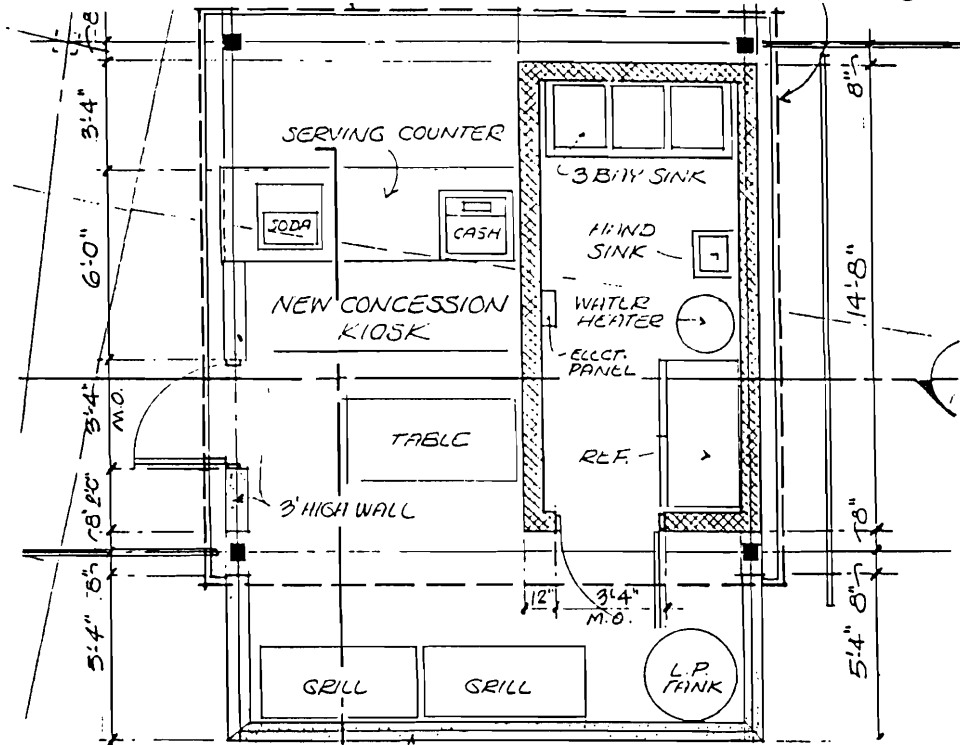 SERVING COUNTER
3 BAY SINK
SODA
CASH
HAND
SINK
NEW CONCESSION
KIOSK
WATER
HEATER
ELECT.
PANEL
TABLE
REF.
3' HIGH WALL
12"
3'4"
M.O.
GRILL
GRILL
L.P.
TANK
8"
3'4"
6'0"
3'4"
M.O.
2'0"
8"
8"
5'4"
8"
14'8"
8"
8"
5'4"